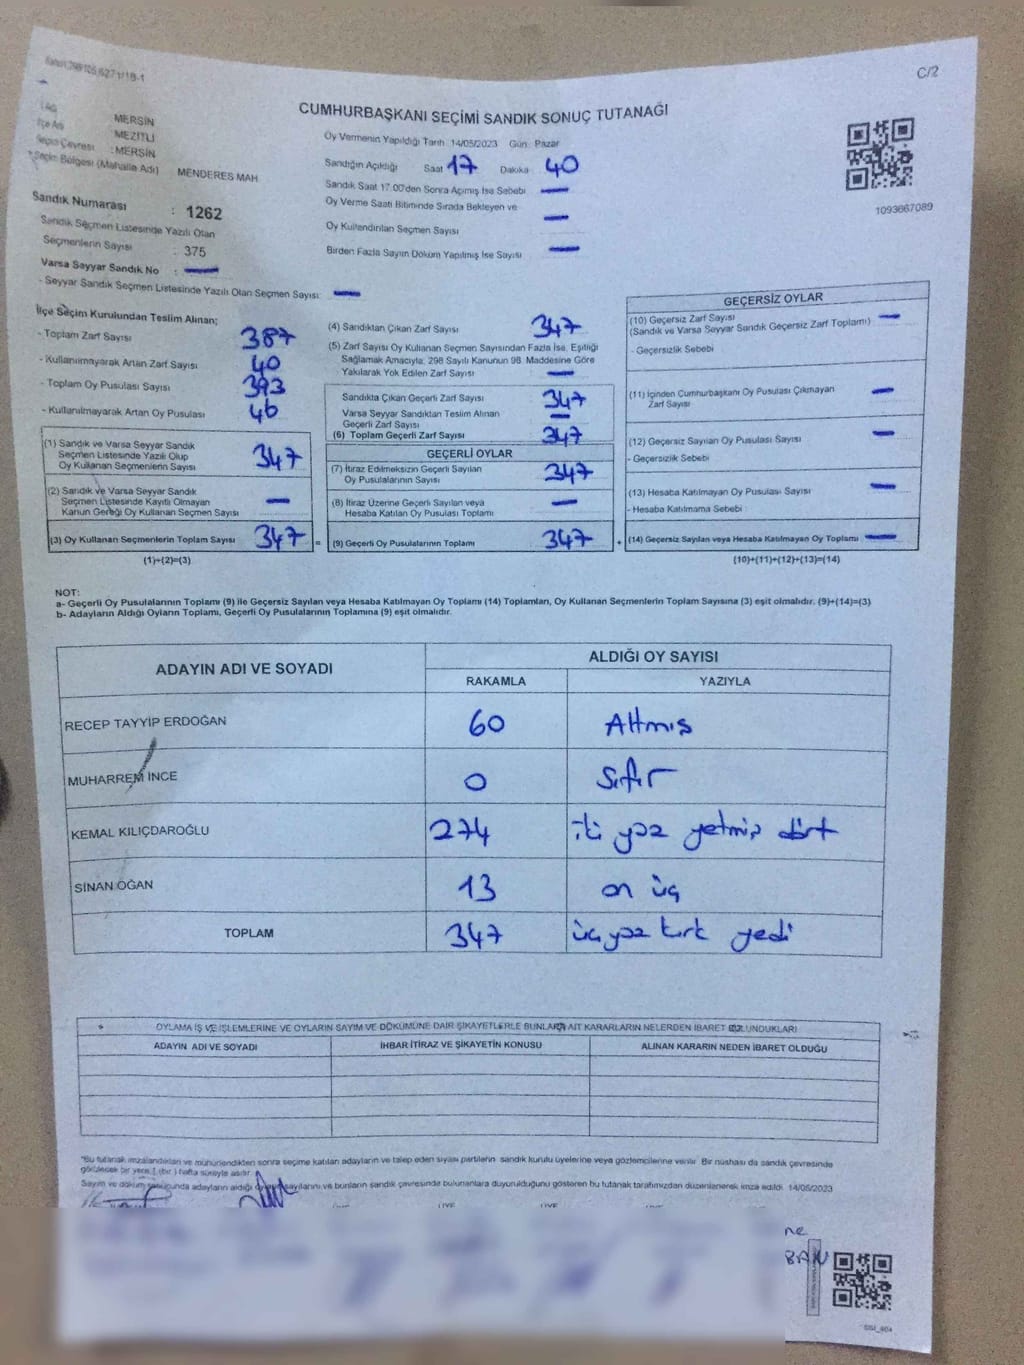 C/2
CUMHURBAŞKANI SEÇİMİ SANDIK SONUÇ TUTANAĞI
İl Adı MERSİN
İlçe Adı MEZİTLİ
Seçim Çevresi :MERSİN
Seçim Bölgesi (Mahalle Adı) MENDERES MAH.
Sandık Numarası : 1262
Sandık Seçmen Listesinde Yazılı Olan
Seçmenlerin Sayısı : 375
Varsa Seyyar Sandık No : —
- Seyyar Sandık Seçmen Listesinde Yazılı Olan Seçmen Sayısı: —
Oy Vermenin Yapıldığı Tarih: 14/05/2023 Gün: Pazar
Sandığın Açıldığı Saat 17 Dakika 40
Sandık Saat 17.00'den Sonra Açımış İse Sebebi —
Oy Verme Saati Bitiminde Sırada Bekleyen ve —
Oy Kullandırılan Seçmen Sayısı
Birden Fazla Sayım Döküm Yapılmış İse Sayısı —
1093867089
İlçe Seçim Kurulundan Teslim Alınan;
- Toplam Zarf Sayısı 387
- Kullanılmayarak Artan Zarf Sayısı 40
- Toplam Oy Pusulası Sayısı 393
- Kullanılmayarak Artan Oy Pusulası 46
(1) Sandık ve Varsa Seyyar Sandık
Seçmen Listesinde Yazılı Olup 347
Oy Kullanan Seçmenlerin Sayısı
(2) Sandık ve Varsa Seyyar Sandık
Seçmen Listesinde Kayıtlı Olmayan —
Kanun Gereği Oy Kullanan Seçmen Sayısı
(3) Oy Kullanan Seçmenlerin Toplam Sayısı 347 =
(1)+(2)=(3)
(4) Sandıktan Çıkan Zarf Sayısı 347
(5) Zarf Sayısı Oy Kullanan Seçmen Sayısından Fazla İse, Eşitliği
Sağlamak Amacıyla, 298 Sayılı Kanunun 98. Maddesine Göre
Yakılarak Yok Edilen Zarf Sayısı —
Sandıkta Çıkan Geçerli Zarf Sayısı 347
Varsa Seyyar Sandıktan Teslim Alınan
Geçerli Zarf Sayısı —
(6) Toplam Geçerli Zarf Sayısı 347
GEÇERLİ OYLAR
(7) İtiraz Edilmeksizin Geçerli Sayılan 347
Oy Pusulalarının Sayısı
(8) İtiraz Üzerine Geçerli Sayılan veya —
Hesaba Katılan Oy Pusulası Toplamı
(9) Geçerli Oy Pusulalarının Toplamı 347 +
GEÇERSİZ OYLAR
(10) Geçersiz Zarf Sayısı —
(Sandık ve Varsa Seyyar Sandık Geçersiz Zarf Toplamı)
- Geçersizlik Sebebi
(11) İçinden Cumhurbaşkanı Oy Pusulası Çıkmayan —
Zarf Sayısı
(12) Geçersiz Sayılan Oy Pusulası Sayısı —
- Geçersizlik Sebebi
(13) Hesaba Katılmayan Oy Pusulası Sayısı —
- Hesaba Katılmama Sebebi
(14) Geçersiz Sayılan veya Hesaba Katılmayan Oy Toplamı —
(10)+(11)+(12)+(13)=(14)
NOT:
a- Geçerli Oy Pusulalarının Toplamı (9) ile Geçersiz Sayılan veya Hesaba Katılmayan Oy Toplamı (14) Toplamları, Oy Kullanan Seçmenlerin Toplam Sayısına (3) eşit olmalıdır. (9)+(14)=(3)
b- Adayların Aldığı Oyların Toplamı, Geçerli Oy Pusulalarının Toplamına (9) eşit olmalıdır.
ADAYIN ADI VE SOYADI ALDIĞI OY SAYISI
RAKAMLA YAZIYLA
RECEP TAYYİP ERDOĞAN 60 Altmış
MUHARREM İNCE 0 Sıfır
KEMAL KILIÇDAROĞLU 274 iki yüz yetmiş dört
SİNAN OĞAN 13 on üç
TOPLAM 347 üç yüz kırk yedi
OYLAMA İŞ VE İŞLEMLERİNE VE OYLARIN SAYIM VE DÖKÜMÜNE DAİR ŞİKAYETLERLE BUNLARA AİT KARARLARIN NELERDEN İBARET BULUNDUKLARI
ADAYIN ADI VE SOYADI İHBAR İTİRAZ VE ŞİKAYETİN KONUSU ALINAN KARARIN NEDEN İBARET OLDUĞU
*Bu tutanak imzalandıktan ve mühürlendikten sonra seçime katılan adayların ve talep eden siyasi partilerin sandık kurulu üyelerine veya gözlemcilerine verilir. Bir nüshası da sandık çevresinde
görülecek bir yere, 1 (bir) hafta süreyle asılır.
Sayım ve döküm sonucunda adayların aldığı oy sayılarını ve bunların sandık çevresinde bulunanlara duyurulduğunu gösteren bu tutanak tarafımızdan düzenlenerek imza edildi. 14/05/2023
ÜYE ÜYE
ne
BAN